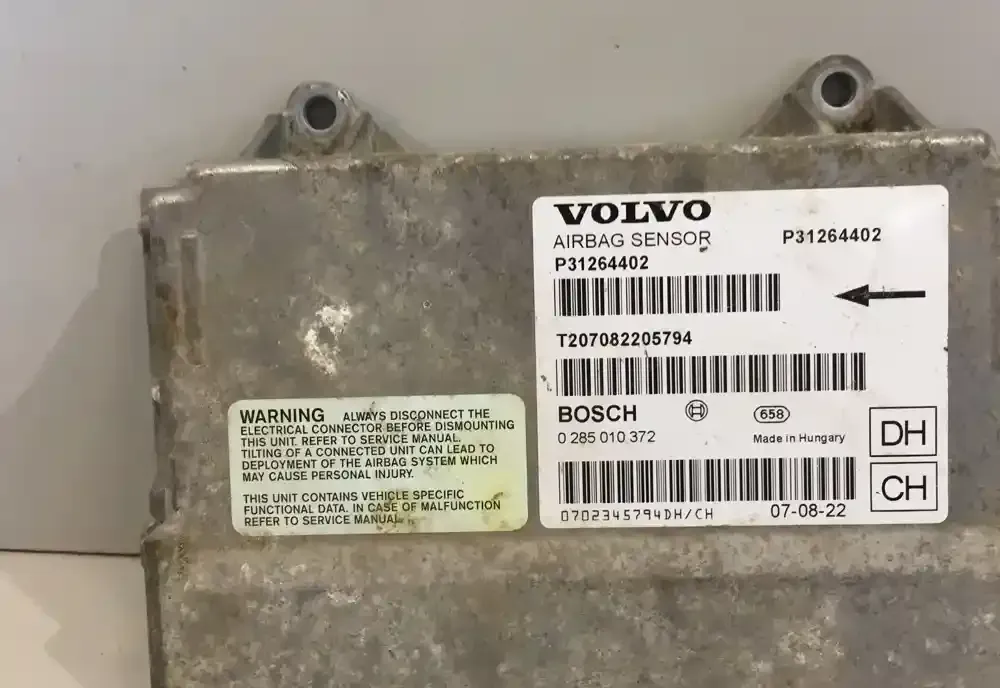 VOLVO
AIRBAG SENSOR
P31264402
P31264402
T207082205794
BOSCH
658
0 285 010 372
Made in Hungary
DH
CH
0702345794DH/CH
07-08-22
WARNING ALWAYS DISCONNECT THE
ELECTRICAL CONNECTOR BEFORE DISMOUNTING
THIS UNIT. REFER TO SERVICE MANUAL.
TILTING OF A CONNECTED UNIT CAN LEAD TO
DEPLOYMENT OF THE AIRBAG SYSTEM WHICH
MAY CAUSE PERSONAL INJURY.
THIS UNIT CONTAINS VEHICLE SPECIFIC
FUNCTIONAL DATA. IN CASE OF MALFUNCTION
REFER TO SERVICE MANUAL.